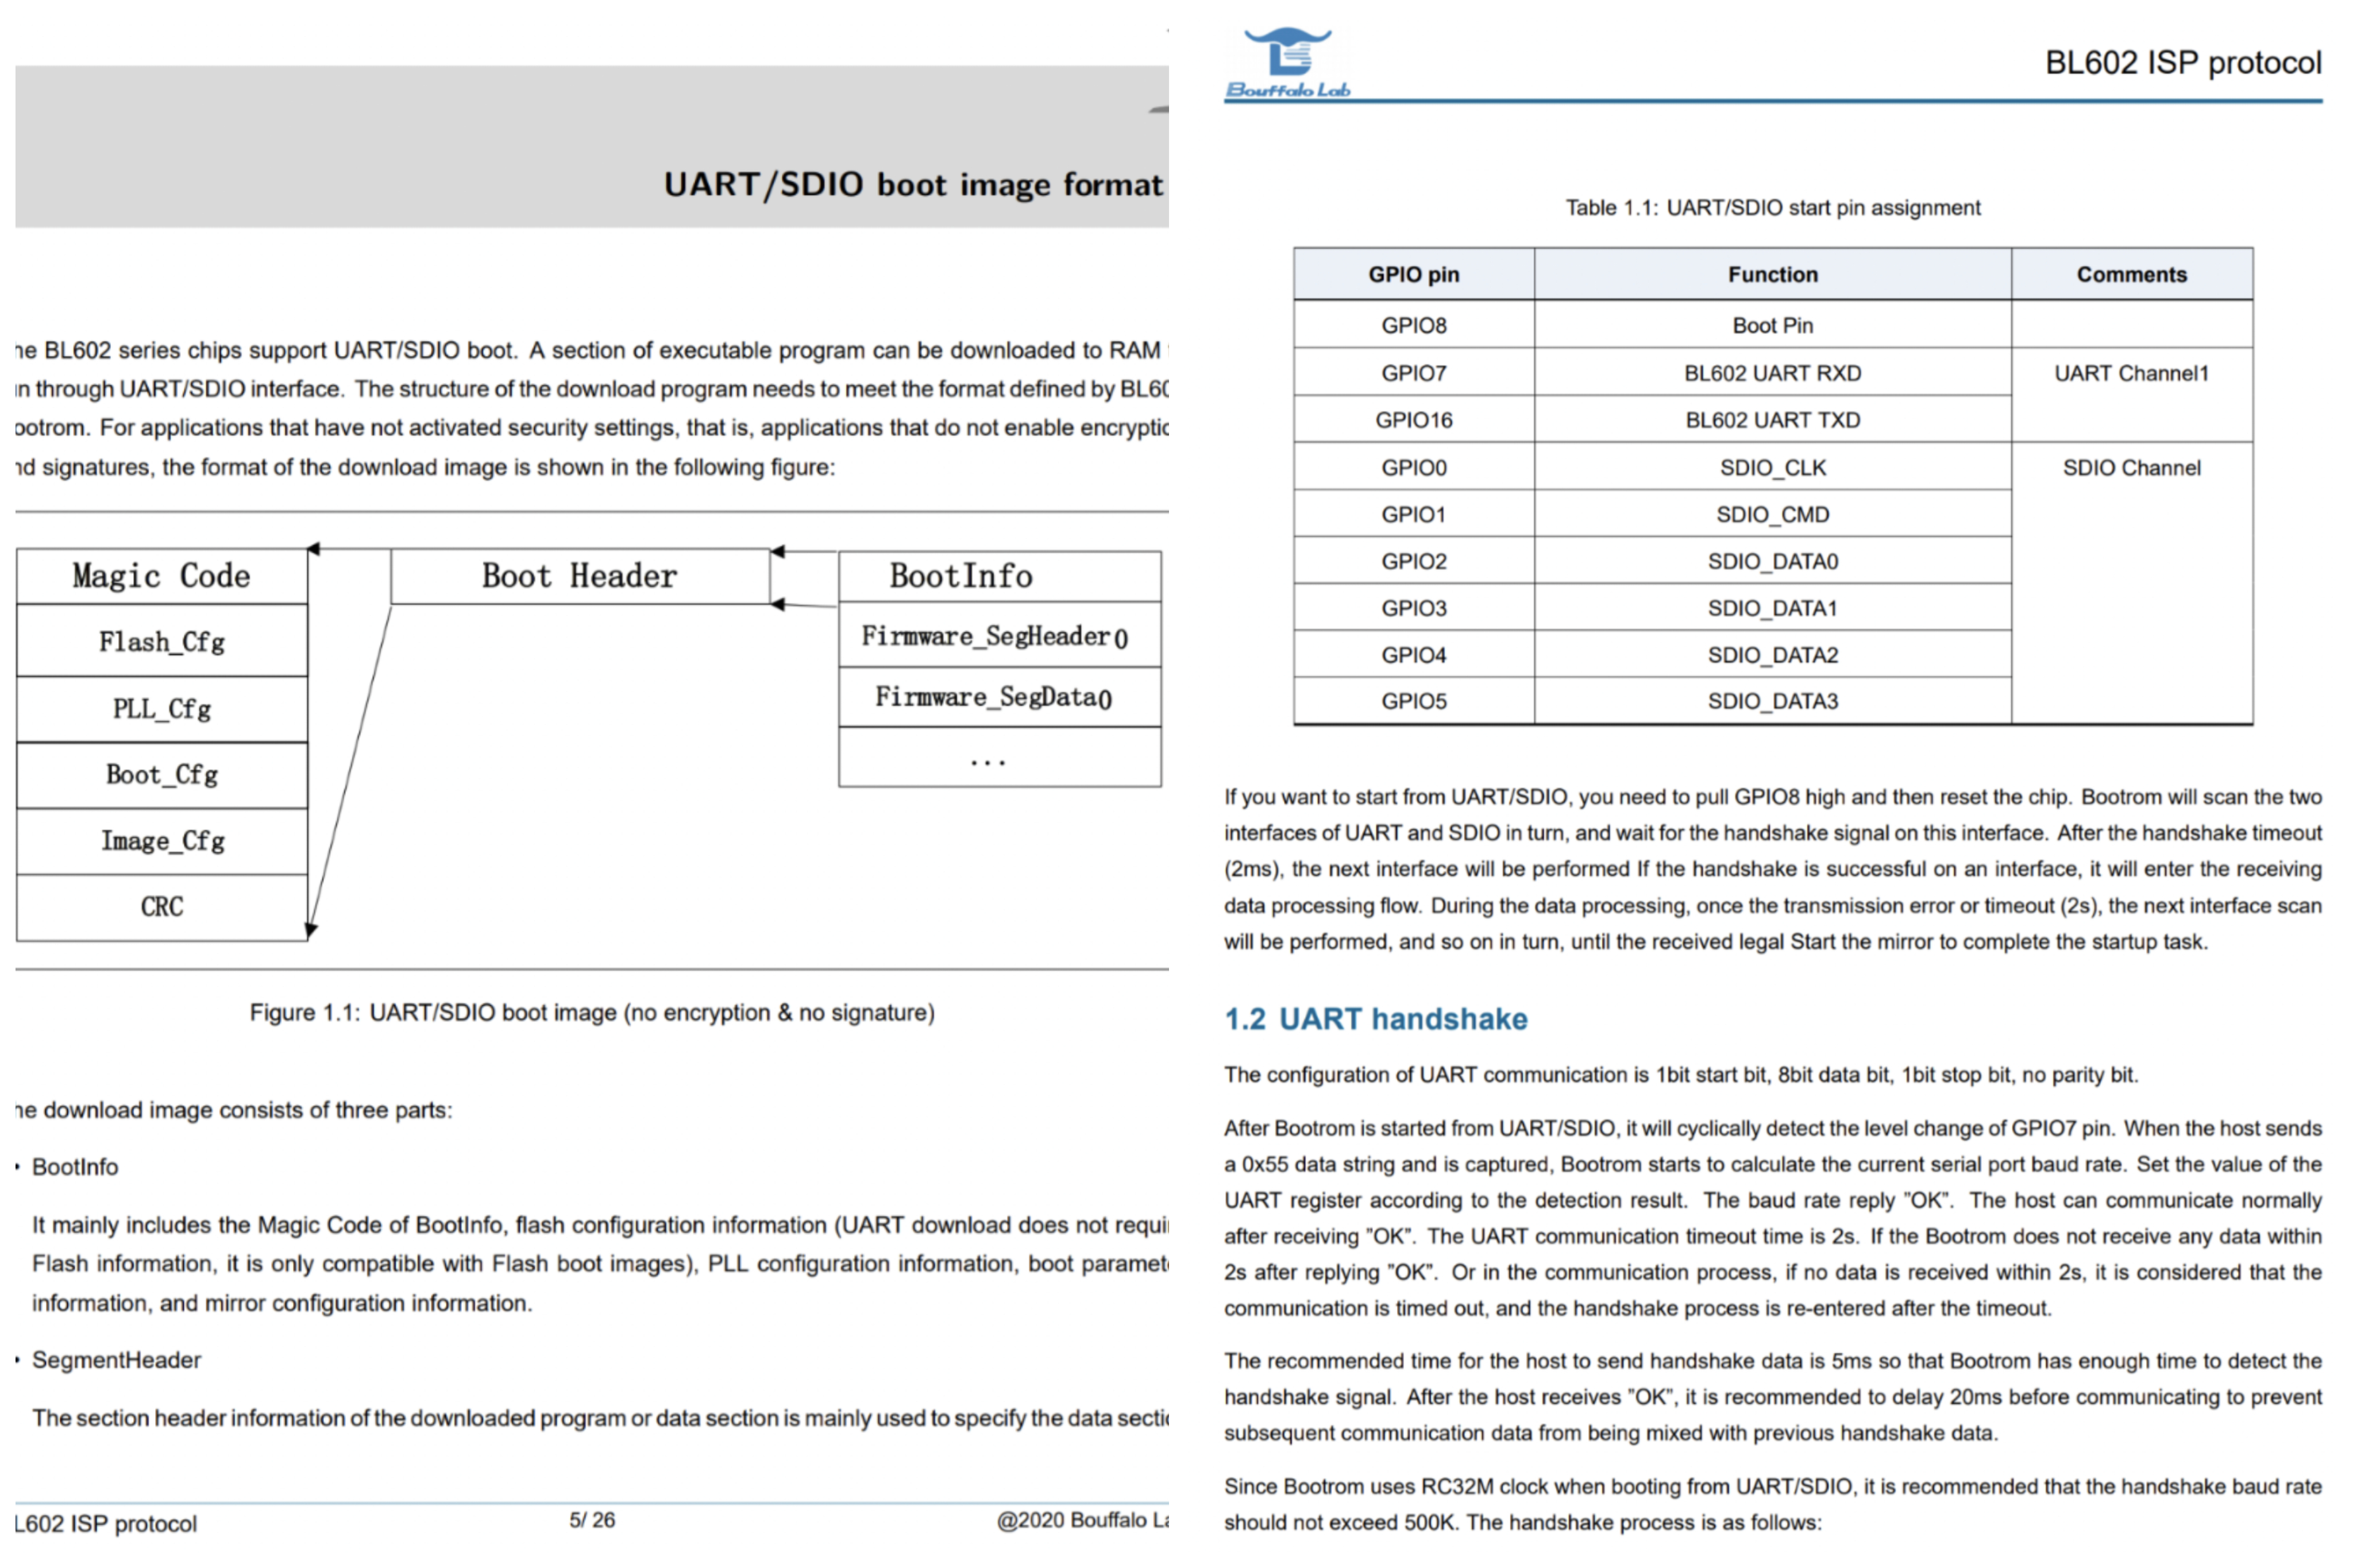 UART/SDIO boot image format
BL602 series chips support UART/SDIO boot. A section of executable program can be downloaded to RAM
through UART/SDIO interface. The structure of the download program needs to meet the format defined by
For applications that have not activated security settings, that is, applications that do not enable
signatures, the format of the download image is shown in the following figure:
Magic Code
Flash_Cfg
PLL_Cfg
Boot_Cfg
Image_Cfg
CRC
Boot Header
BootInfo
Firmware_SegHeader0
Firmware_SegData0
...
Figure 1.1: UART/SDIO boot image (no encryption & no signature)
download image consists of three parts:
• BootInfo
It mainly includes the Magic Code of BootInfo, flash configuration information (UART download does not
Flash information, it is only compatible with Flash boot images), PLL configuration information, boot
information, and mirror configuration information.
• SegmentHeader
The section header information of the downloaded program or data section is mainly used to specify the data
L602 ISP protocol
5/ 26
@2020 Bouffalo
Bouffalo Lab
BL602 ISP protocol
Table 1.1: UART/SDIO start pin assignment
GPIO pin Function Comments
GPIO8 Boot Pin
GPIO7 BL602 UART RXD UART Channel1
GPIO16 BL602 UART TXD
GPIO0 SDIO_CLK SDIO Channel
GPIO1 SDIO_CMD
GPIO2 SDIO_DATA0
GPIO3 SDIO_DATA1
GPIO4 SDIO_DATA2
GPIO5 SDIO_DATA3
If you want to start from UART/SDIO, you need to pull GPIO8 high and then reset the chip. Bootrom will scan the two
interfaces of UART and SDIO in turn, and wait for the handshake signal on this interface. After the handshake timeout
(2ms), the next interface will be performed If the handshake is successful on an interface, it will enter the receiving
data processing flow. During the data processing, once the transmission error or timeout (2s), the next interface scan
will be performed, and so on in turn, until the received legal Start the mirror to complete the startup task.
1.2 UART handshake
The configuration of UART communication is 1bit start bit, 8bit data bit, 1bit stop bit, no parity bit.
After Bootrom is started from UART/SDIO, it will cyclically detect the level change of GPIO7 pin. When the host sends
a 0x55 data string and is captured, Bootrom starts to calculate the current serial port baud rate. Set the value of the
UART register according to the detection result. The baud rate reply ”OK”. The host can communicate normally
after receiving ”OK”. The UART communication timeout time is 2s. If the Bootrom does not receive any data within
2s after replying ”OK”. Or in the communication process, if no data is received within 2s, it is considered that the
communication is timed out, and the handshake process is re-entered after the timeout.
The recommended time for the host to send handshake data is 5ms so that Bootrom has enough time to detect the
handshake signal. After the host receives ”OK”, it is recommended to delay 20ms before communicating to prevent
subsequent communication data from being mixed with previous handshake data.
Since Bootrom uses RC32M clock when booting from UART/SDIO, it is recommended that the handshake baud rate
should not exceed 500K. The handshake process is as follows: